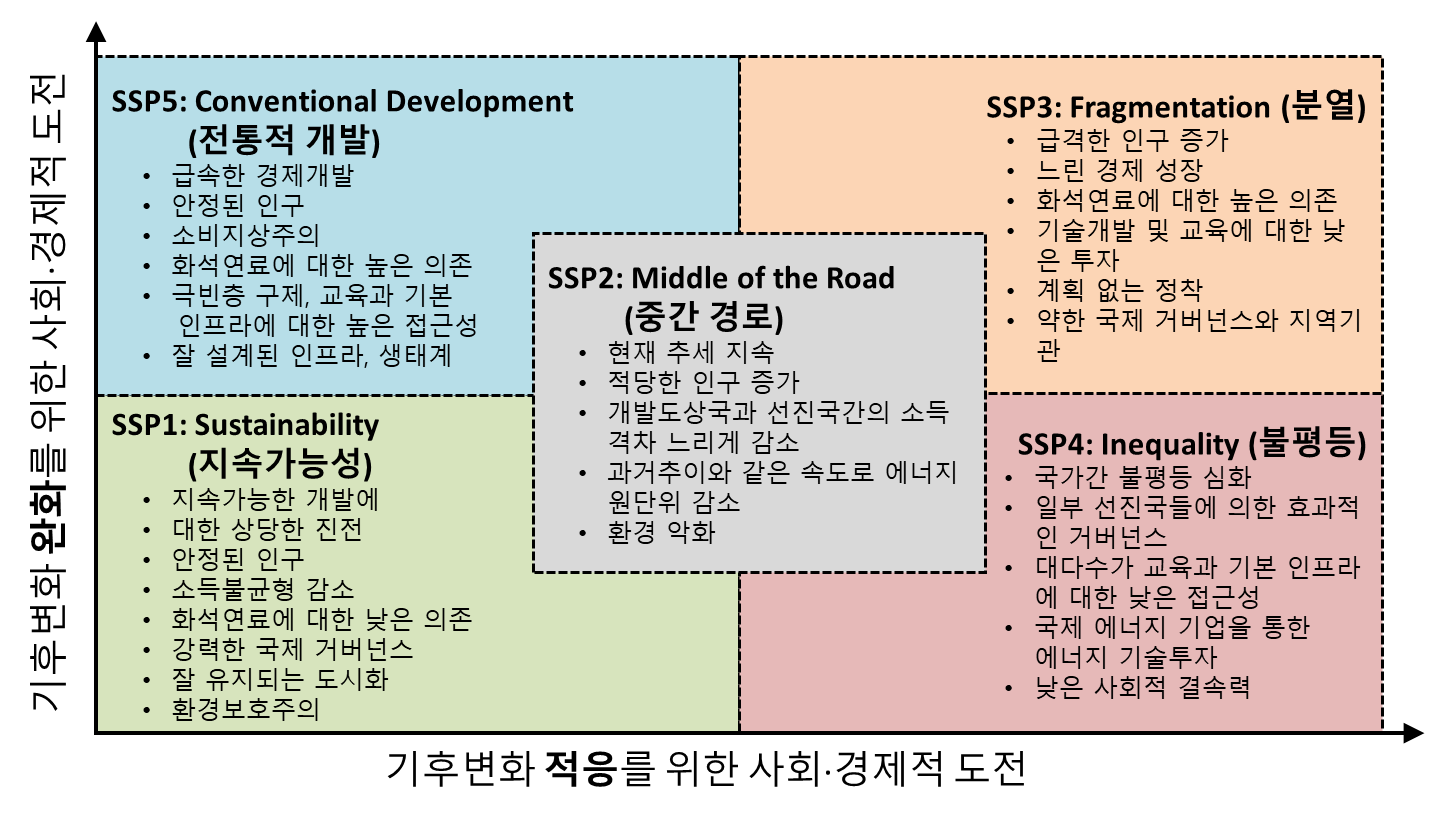 기후변화 완화를 위한 사회·경제적 도전
SSP5: Conventional Development
(전통적 개발)
• 급속한 경제개발
• 안정된 인구
• 소비지상주의
• 화석연료에 대한 높은 의존
• 극빈층 구제, 교육과 기본
인프라에 대한 높은 접근성
• 잘 설계된 인프라, 생태계
SSP3: Fragmentation (분열)
• 급격한 인구 증가
• 느린 경제 성장
• 화석연료에 대한 높은 의존
• 기술개발 및 교육에 대한 낮
은 투자
• 계획 없는 정착
• 약한 국제 거버넌스와 지역기
관
SSP2: Middle of the Road
(중간 경로)
• 현재 추세 지속
• 적당한 인구 증가
• 개발도상국과 선진국간의 소득
격차 느리게 감소
• 과거추이와 같은 속도로 에너지
원단위 감소
• 환경 악화
SSP1: Sustainability
(지속가능성)
• 지속가능한 개발에
• 대한 상당한 진전
• 안정된 인구
• 소득불균형 감소
• 화석연료에 대한 낮은 의존
• 강력한 국제 거버넌스
• 잘 유지되는 도시화
• 환경보호주의
SSP4: Inequality (불평등)
• 국가간 불평등 심화
• 일부 선진국들에 의한 효과적
인 거버넌스
• 대다수가 교육과 기본 인프라
에 대한 낮은 접근성
• 국제 에너지 기업을 통한
에너지 기술투자
• 낮은 사회적 결속력
기후변화 적응를 위한 사회·경제적 도전